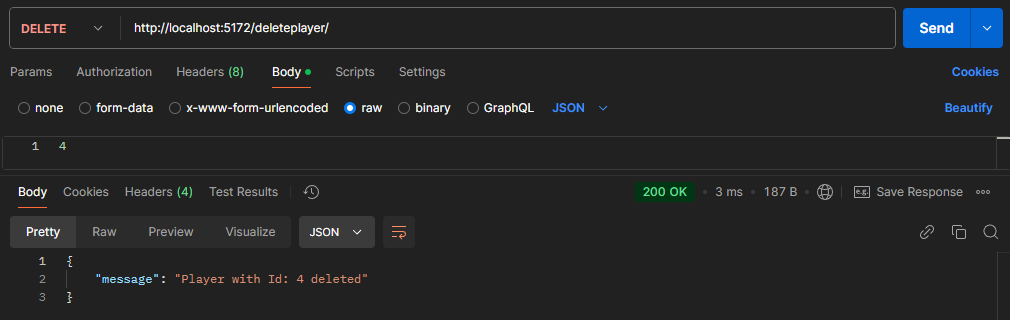 DELETE http://localhost:5172/deleteplayer/ Send
Params Authorization Headers (8) Body Scripts Settings Cookies
none form-data x-www-form-urlencoded raw binary GraphQL JSON Beautify
1 4
Body Cookies Headers (4) Test Results 200 OK • 3 ms • 187 B e.g. Save Response
Pretty Raw Preview Visualize JSON
1 {
2 "message": "Player with Id: 4 deleted"
3 }